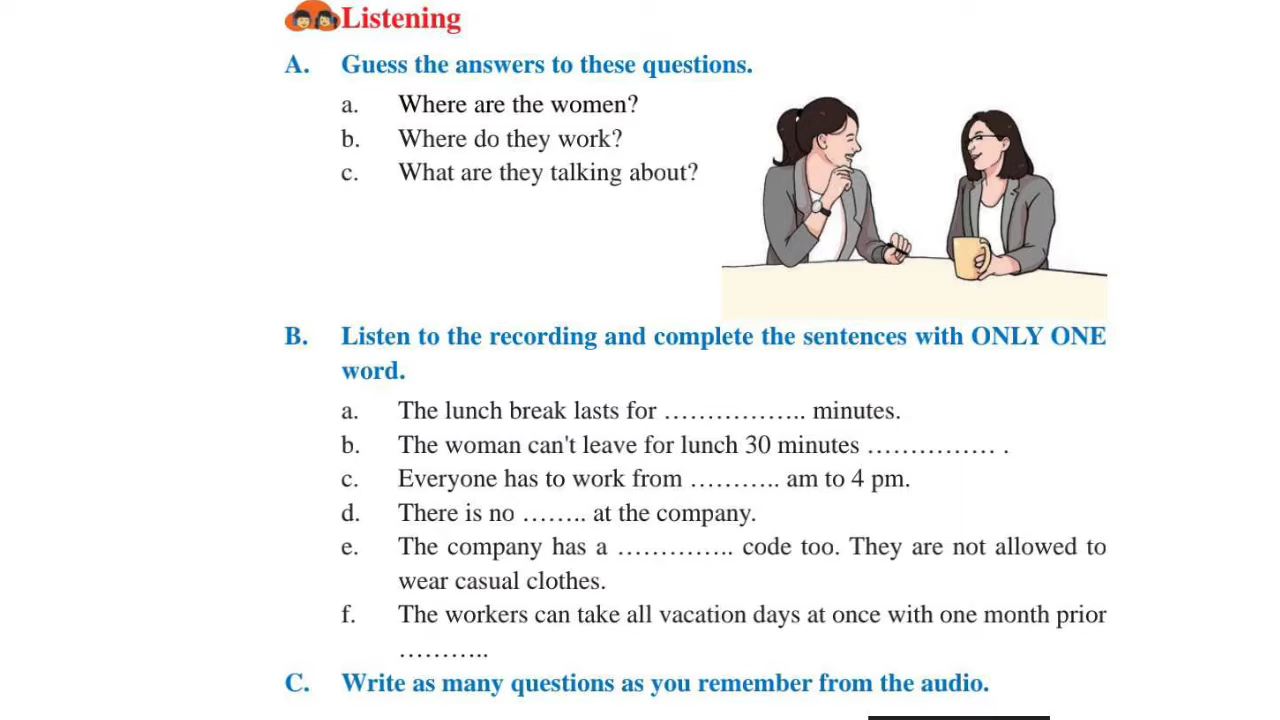 Listening
A. Guess the answers to these questions.
a. Where are the women?
b. Where do they work?
c. What are they talking about?
B. Listen to the recording and complete the sentences with ONLY ONE
word.
a. The lunch break lasts for …………….. minutes.
b. The woman can't leave for lunch 30 minutes …………… .
c. Everyone has to work from ……….. am to 4 pm.
d. There is no …….. at the company.
e. The company has a ………….. code too. They are not allowed to
wear casual clothes.
f. The workers can take all vacation days at once with one month prior
………..
C. Write as many questions as you remember from the audio.